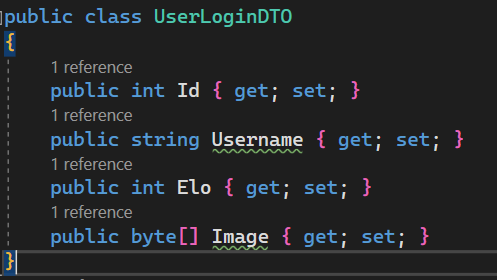 public class UserLoginDTO
{
1 reference
public int Id { get; set; }
1 reference
public string Username { get; set; }
1 reference
public int Elo { get; set; }
1 reference
public byte[] Image { get; set; }
}